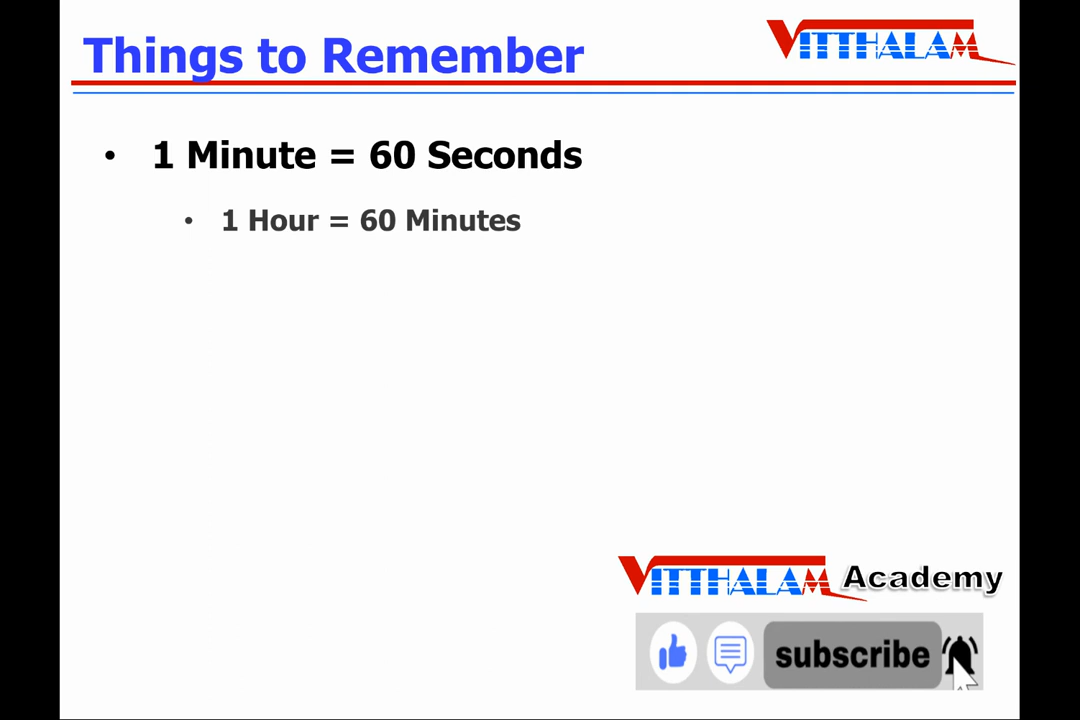 Things to Remember
VITTHALAM
• 1 Minute = 60 Seconds
• 1 Hour = 60 Minutes
VITTHALAM Academy
subscribe